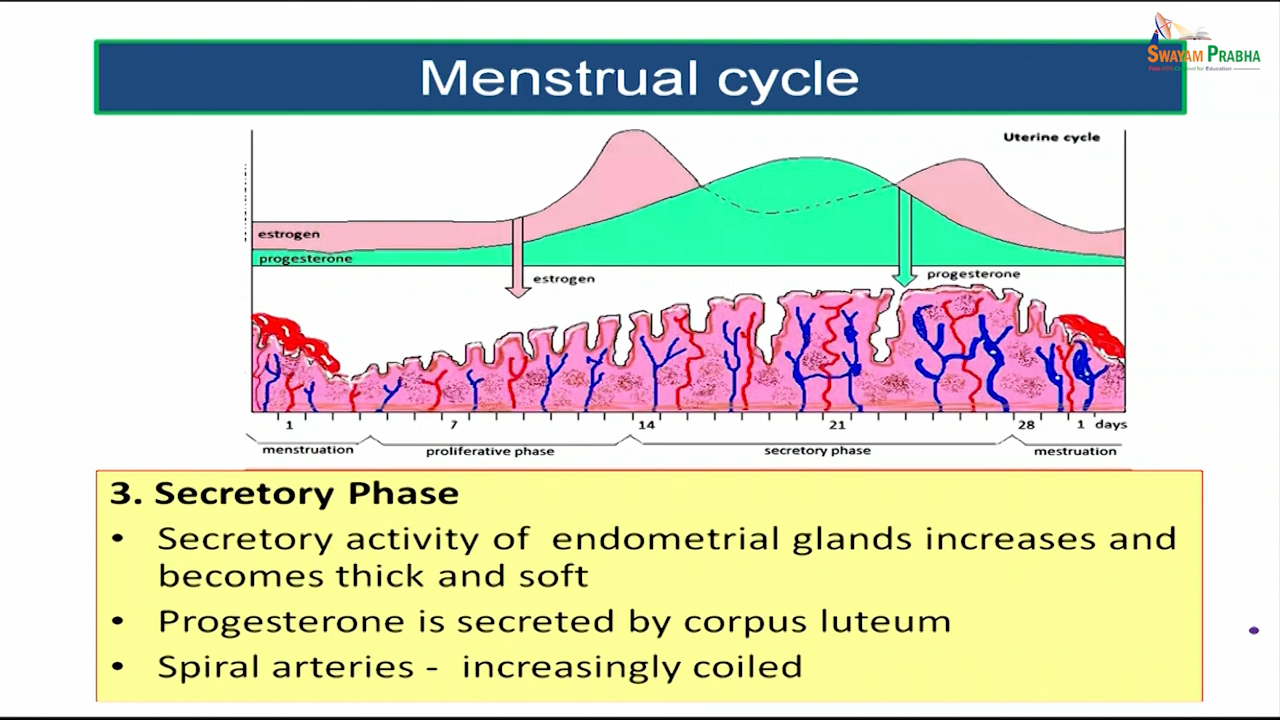 SWAYAM PRABHA
Menstrual cycle
Uterine cycle
estrogen
progesterone
estrogen
progesterone
1 7 14 21 28 1 days
menstruation proliferative phase secretory phase mestruation
3. Secretory Phase
• Secretory activity of endometrial glands increases and
becomes thick and soft
• Progesterone is secreted by corpus luteum
• Spiral arteries - increasingly coiled